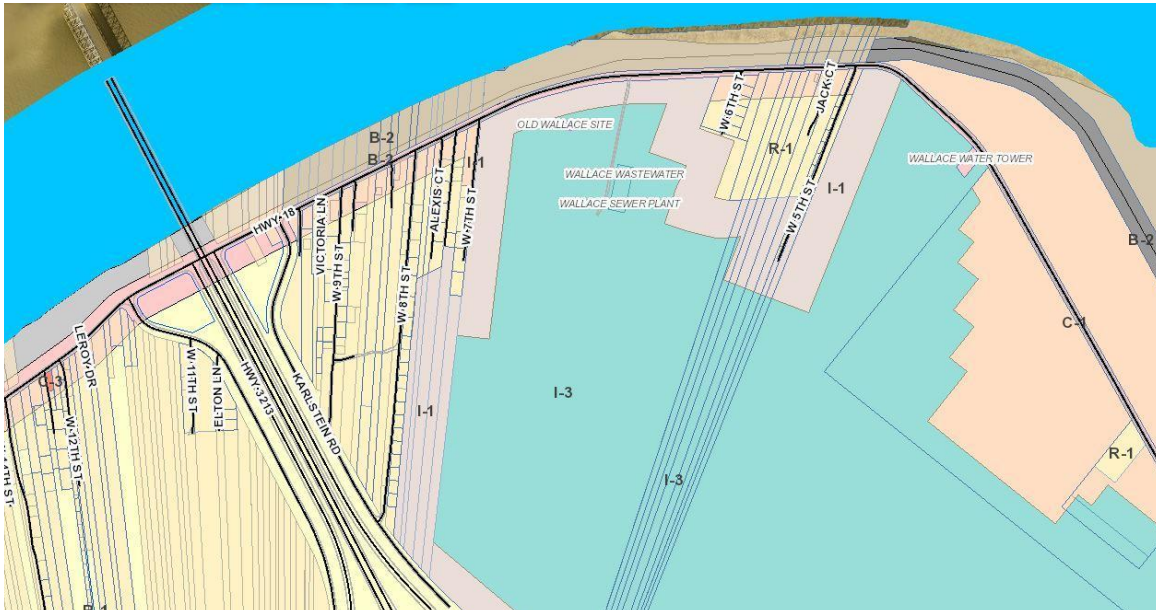 W 6TH ST
JACK CT
OLD WALLACE SITE
B-2
B-2
I-1
R-1
WALLACE WATER TOWER
WALLACE WASTEWATER
ALEXIS CT
I-1
WALLACE SEWER PLANT
HWY 18
VICTORIA LN
W 7TH ST
W 5TH ST
B-2
W 9TH ST
W 8TH ST
C-1
LEROY DR
C-3
W 11TH ST
ELTON LN
HWY 3213
KARLSTEIN RD
I-3
I-1
W 12TH ST
R-1
I-3